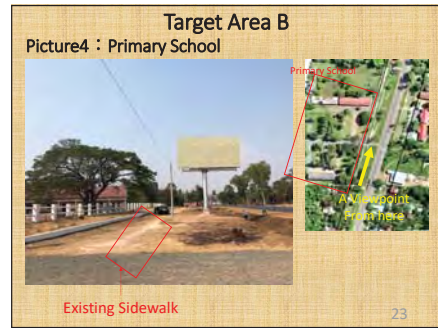 Target Area B
Picture4：Primary School
Primary School
A Viewpoint
From here
Existing Sidewalk
23